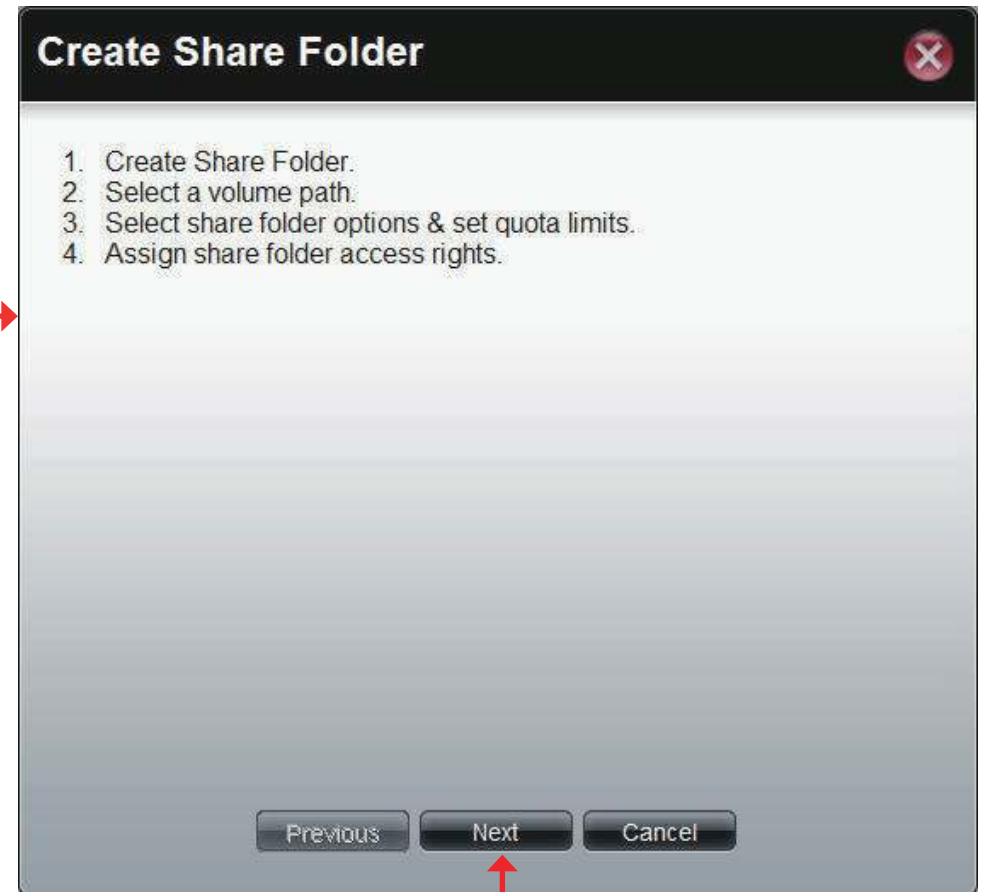 Create Share Folder
1. Create Share Folder.
2. Select a volume path.
3. Select share folder options & set quota limits.
4. Assign share folder access rights.
Previous Next Cancel